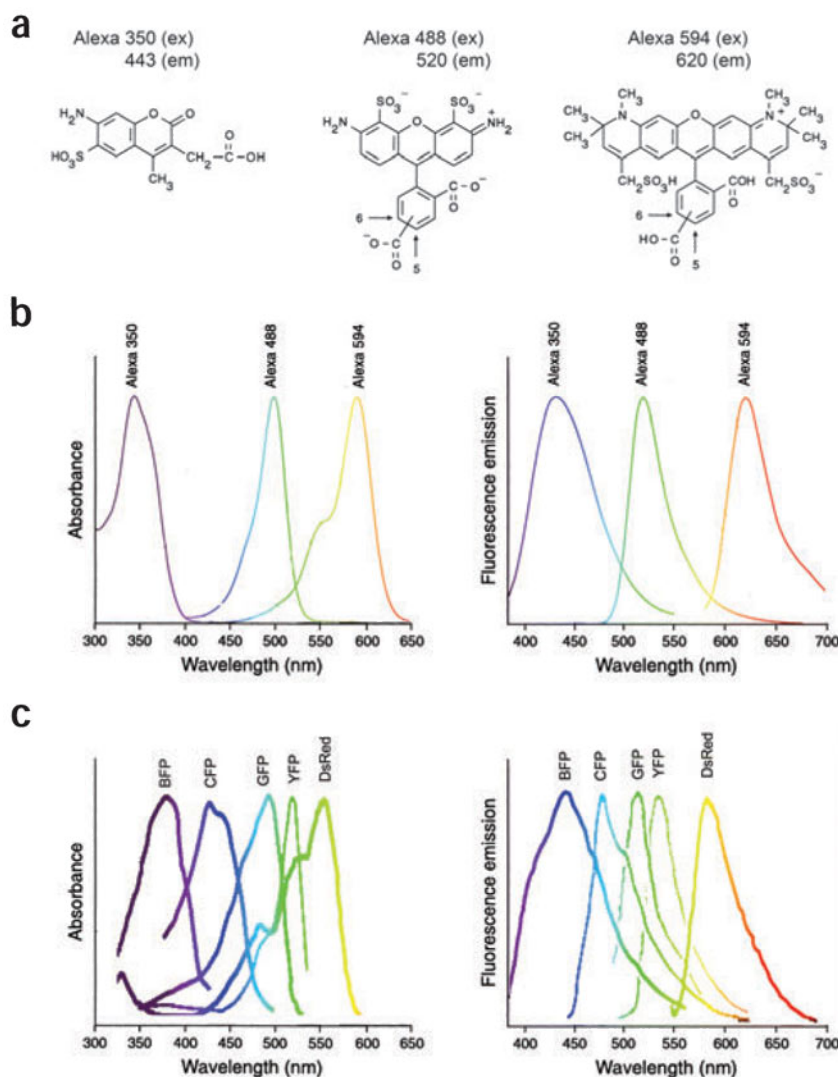 a
Alexa 350 (ex)
443 (em)
Alexa 488 (ex)
520 (em)
Alexa 594 (ex)
620 (em)
H₂N
O
O
HO₃S
CH₃
CH₂
C
O
OH
SO₃⁻
SO₃⁻
H₂N
O
NH₂
+
C
O⁻
O
6
⁻O
C
O
5
CH₃
CH₃
H₃C
N
O
N
+
CH₃
H₃C
CH₃
CH₂SO₃H
COH
O
CH₂SO₃⁻
6
HO
C
O
5
b
Alexa 350
Alexa 488
Alexa 594
Absorbance
300 350 400 450 500 550 600 650
Wavelength (nm)
Alexa 350
Alexa 488
Alexa 594
Fluorescence emission
400 450 500 550 600 650 700
Wavelength (nm)
c
BFP
CFP
GFP
YFP
DsRed
Absorbance
300 350 400 450 500 550 600 650
Wavelength (nm)
BFP
CFP
GFP
YFP
DsRed
Fluorescence emission
400 450 500 550 600 650 700
Wavelength (nm)